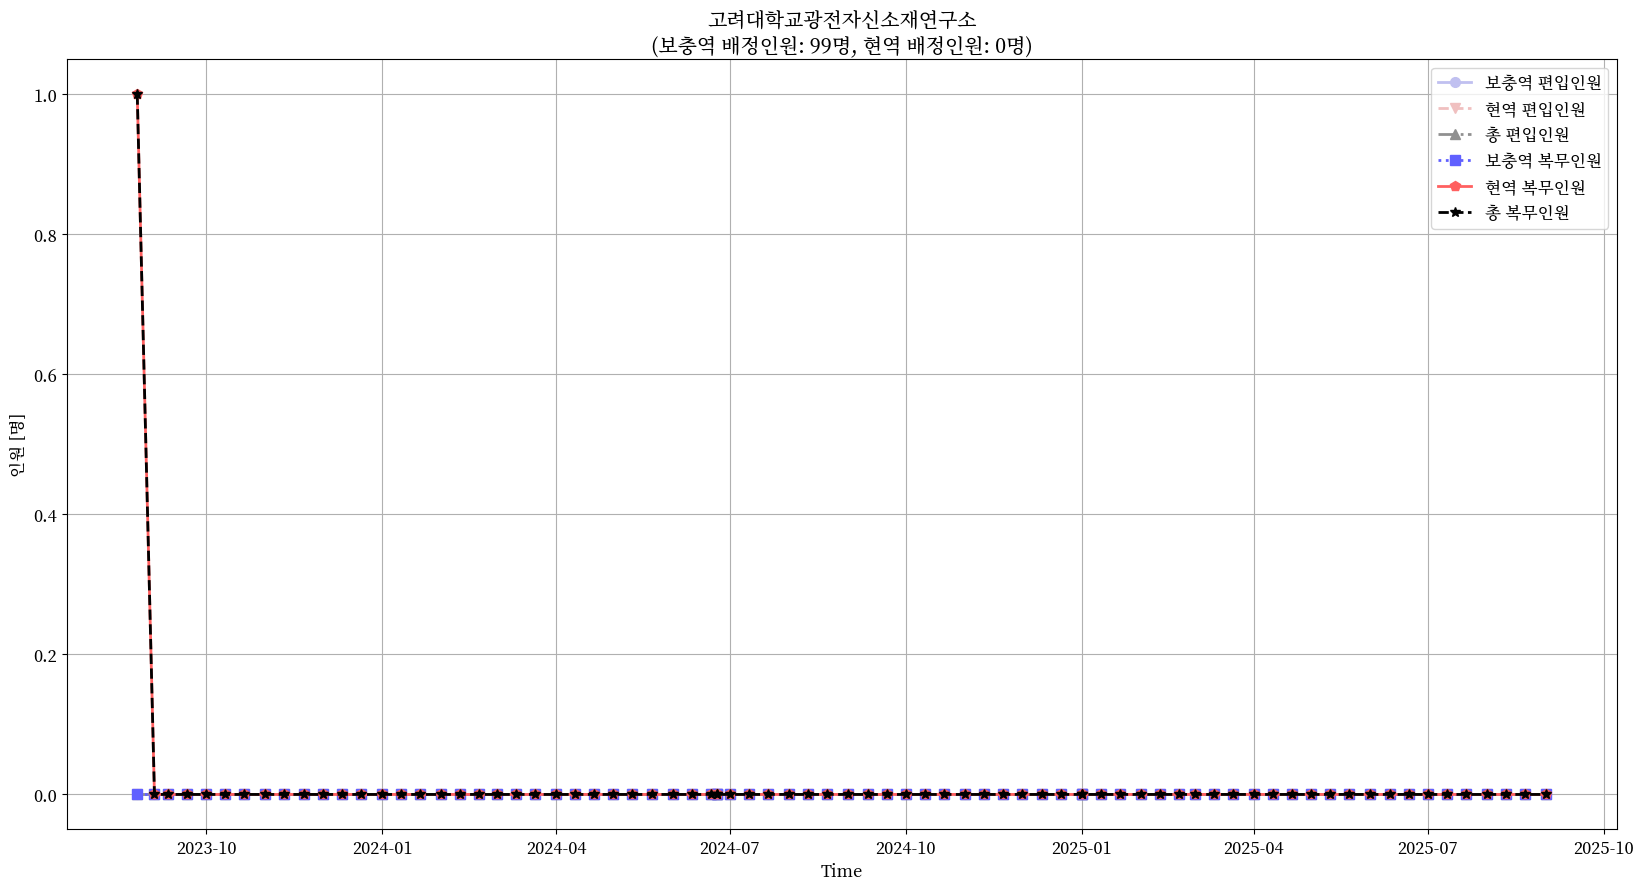 고려대학교광전자신소재연구소
(보충역 배정인원: 99명, 현역 배정인원: 0명)
보충역 편입인원
현역 편입인원
총 편입인원
보충역 복무인원
현역 복무인원
총 복무인원
인원 [명]
1.0
0.8
0.6
0.4
0.2
0.0
2023-10
2024-01
2024-04
2024-07
2024-10
2025-01
2025-04
2025-07
2025-10
Time